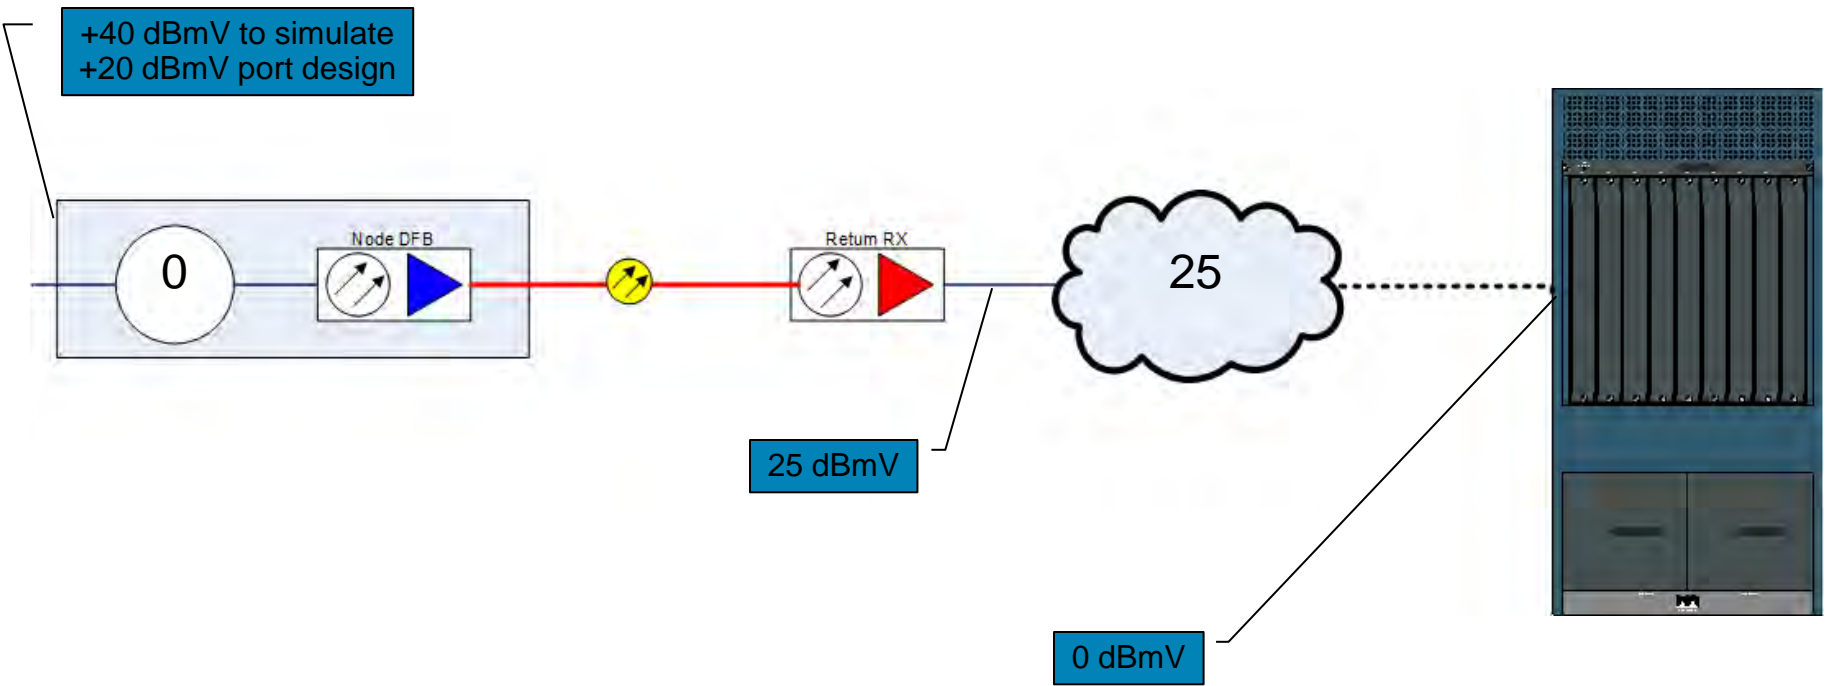 +40 dBmV to simulate
+20 dBmV port design
0
Node DFB
Return RX
25
25 dBmV
0 dBmV